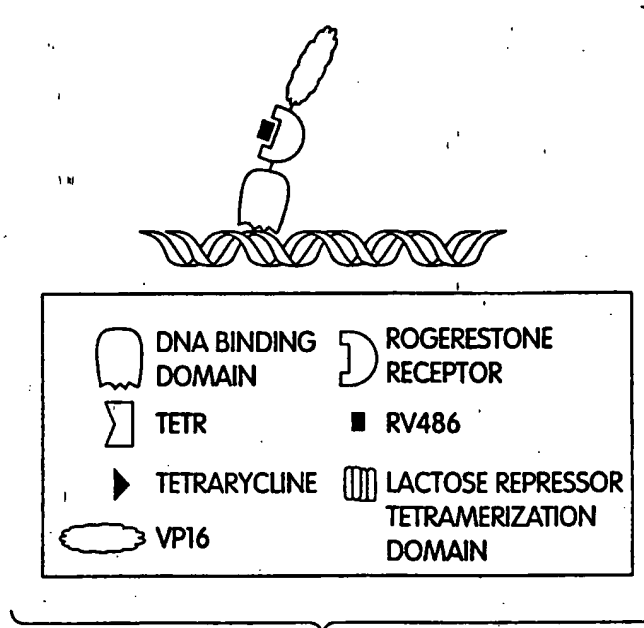 DNA BINDING
DOMAIN
ROGERESTONE
RECEPTOR
TETR
RV486
TETRARYCLINE
LACTOSE REPRESSOR
TETRAMERIZATION
DOMAIN
VP16